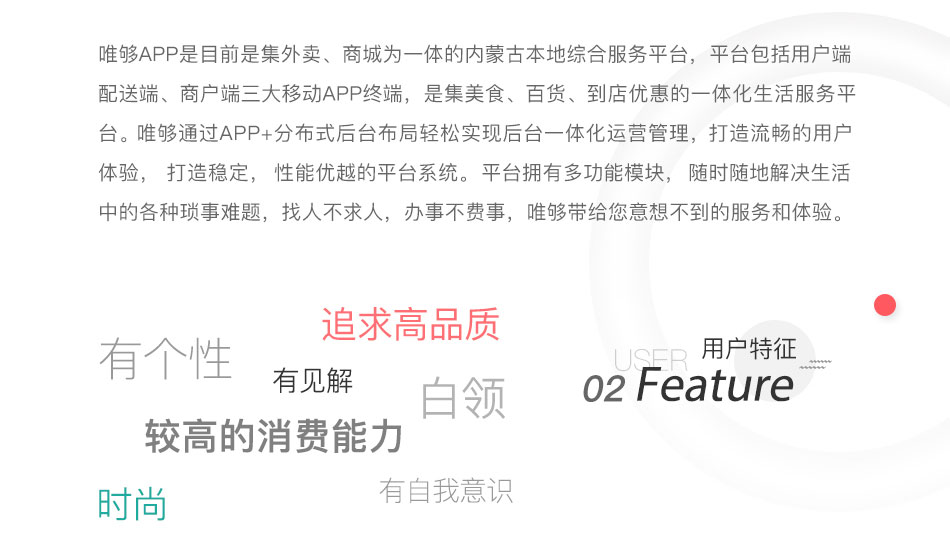 唯够APP是目前是集外卖、商城为一体的内蒙古本地综合服务平台，平台包括用户端
配送端、商户端三大移动APP终端，是集美食、百货、到店优惠的一体化生活服务平
台。唯够通过APP+分布式后台布局轻松实现后台一体化运营管理，打造流畅的用户
体验， 打造稳定， 性能优越的平台系统。平台拥有多功能模块，随时随地解决生活
中的各种琐事难题，找人不求人，办事不费事，唯够带给您意想不到的服务和体验。
追求高品质
有个性
有见解
白领
较高的消费能力
有自我意识
时尚
USER 用户特征
02 Feature